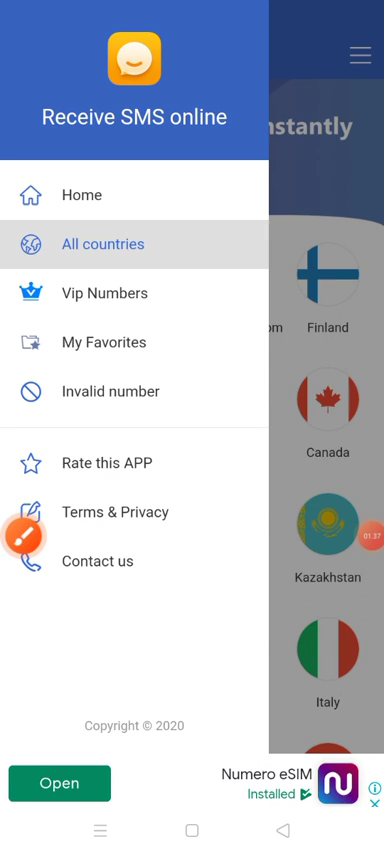 Receive SMS online
nstantly
Home
All countries
Vip Numbers
My Favorites
Invalid number
Rate this APP
Terms & Privacy
Contact us
om
Finland
Canada
Kazakhstan
Italy
01:37
Copyright © 2020
Open
Numero eSIM
Installed